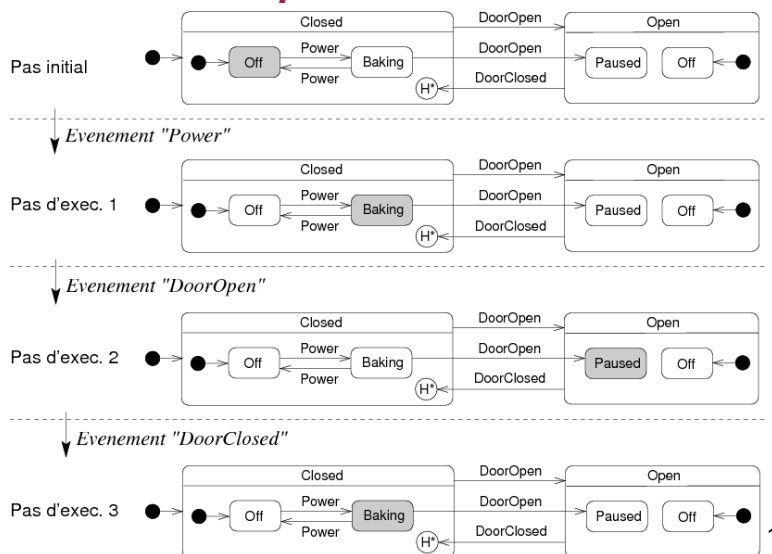 Closed
DoorOpen
Open
Pas initial
Off
Power
Power
Baking
DoorOpen
DoorClosed
H*
Paused
Off
Evenement "Power"
Closed
DoorOpen
Open
Pas d'exec. 1
Off
Power
Power
Baking
DoorOpen
DoorClosed
H*
Paused
Off
Evenement "DoorOpen"
Closed
DoorOpen
Open
Pas d'exec. 2
Off
Power
Power
Baking
DoorOpen
DoorClosed
H*
Paused
Off
Evenement "DoorClosed"
Closed
DoorOpen
Open
Pas d'exec. 3
Off
Power
Power
Baking
DoorOpen
DoorClosed
H*
Paused
Off